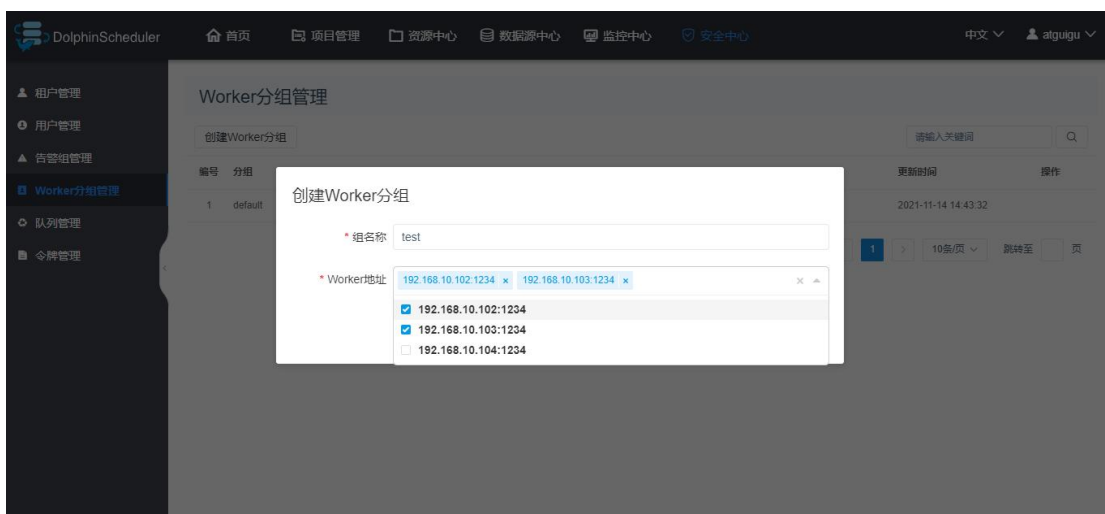 DolphinScheduler 首页 项目管理 资源中心 数据源中心 监控中心 安全中心 中文 atguigu
租户管理
用户管理
告警组管理
Worker分组管理
队列管理
令牌管理
Worker分组管理
创建Worker分组 请输入关键词
编号 分组 更新时间 操作
1 default 2021-11-14 14:43:32
1 10条/页 跳转至 页
创建Worker分组
* 组名称 test
* Worker地址 192.168.10.102:1234 × 192.168.10.103:1234 ×
192.168.10.102:1234
192.168.10.103:1234
192.168.10.104:1234